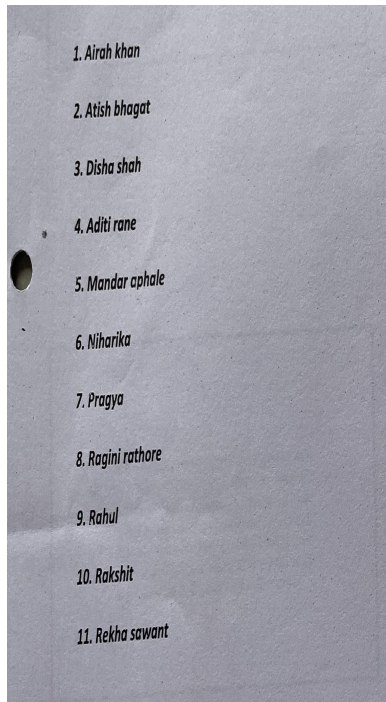 1. Airah khan
2. Atish bhagat
3. Disha shah
4. Aditi rane
5. Mandar aphale
6. Niharika
7. Pragya
8. Ragini rathore
9. Rahul
10. Rakshit
11. Rekha sawant